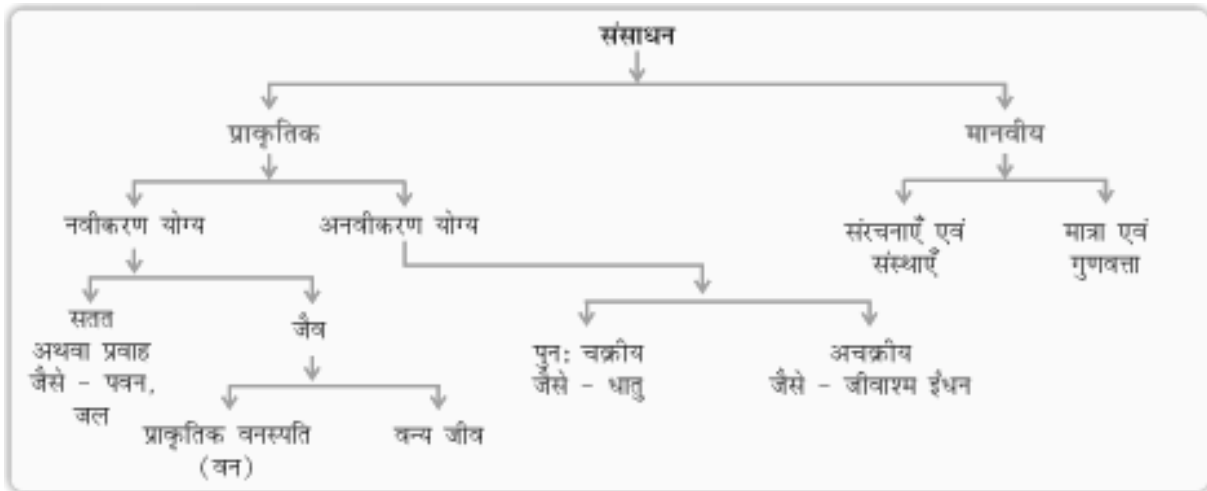 संसाधन
प्राकृतिक
मानवीय
नवीकरण योग्य
अनवीकरण योग्य
संरचनाएँ एवं
संस्थाएँ
मात्रा एवं
गुणवत्ता
सतत
अथवा प्रवाह
जैसे - पवन,
जल
जैव
पुनः चक्रीय
जैसे - धातु
अचक्रीय
जैसे - जीवाश्म ईंधन
प्राकृतिक वनस्पति
(वन)
वन्य जीव